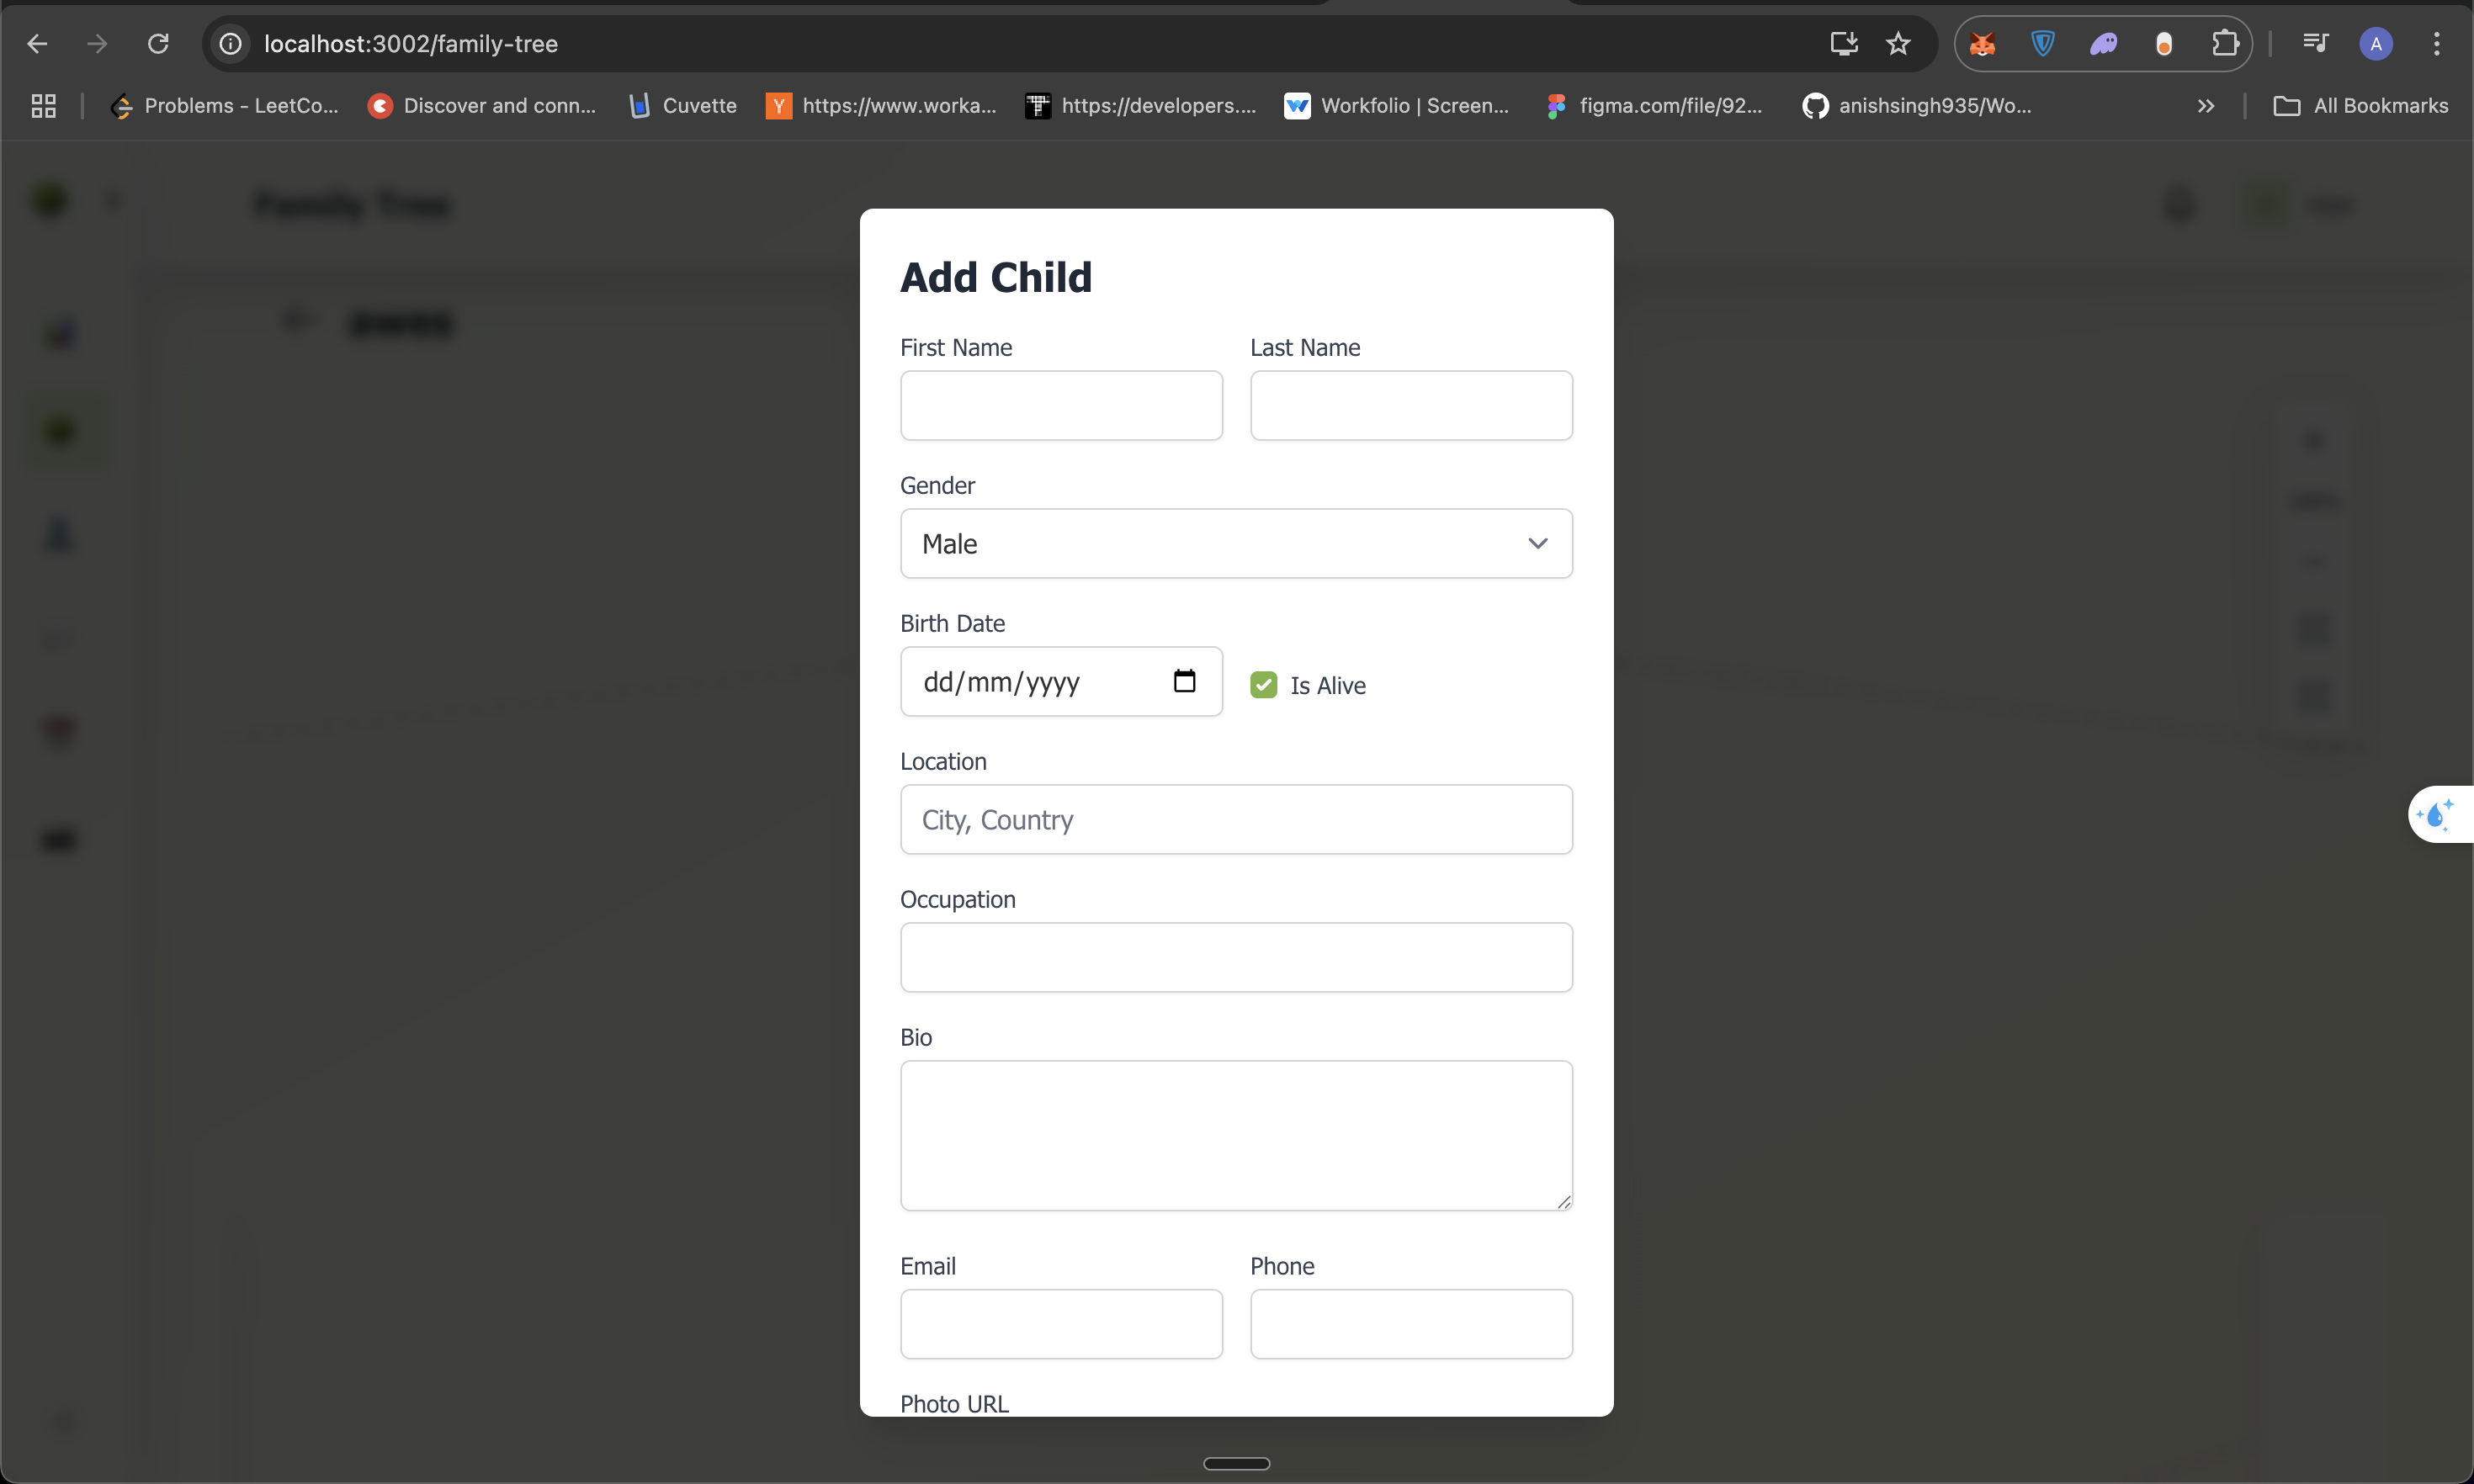 localhost:3002/family-tree
A
Problems - LeetCo...
Discover and conn...
Cuvette
https://www.worka...
https://developers....
Workfolio | Screen...
figma.com/file/92...
anishsingh935/Wo...
All Bookmarks
Family Tree
Add Child
First Name
Last Name
Gender
Male
Birth Date
dd/mm/yyyy
Is Alive
Location
City, Country
Occupation
Bio
Email
Phone
Photo URL